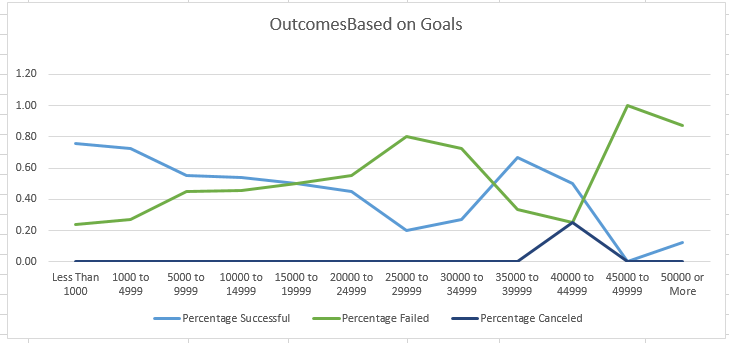 OutcomesBased on Goals
1.20
1.00
0.80
0.60
0.40
0.20
0.00
Less Than 1000 to 5000 to 10000 to 15000 to 20000 to 25000 to 30000 to 35000 to 40000 to 45000 to 50000 or
1000 4999 9999 14999 19999 24999 29999 34999 39999 44999 49999 More
Percentage Successful Percentage Failed Percentage Canceled